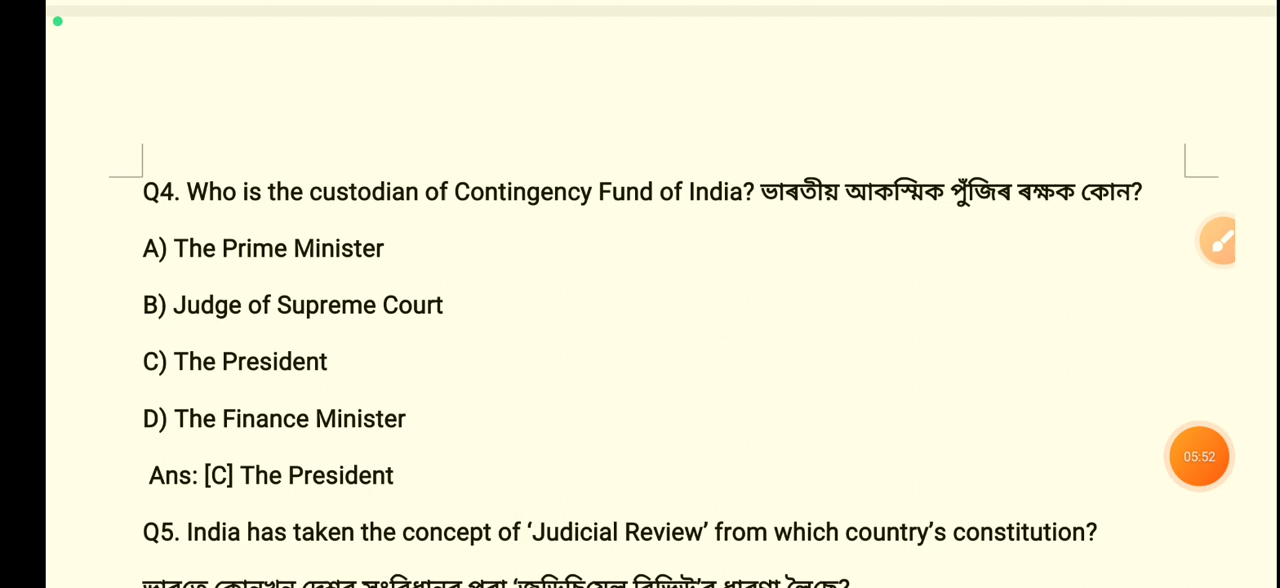 Q4. Who is the custodian of Contingency Fund of India? ভাৰতীয় আকস্মিক পুঁজিৰ ৰক্ষক কোন?
A) The Prime Minister
B) Judge of Supreme Court
C) The President
D) The Finance Minister
Ans: [C] The President
05:52
Q5. India has taken the concept of ‘Judicial Review’ from which country’s constitution?